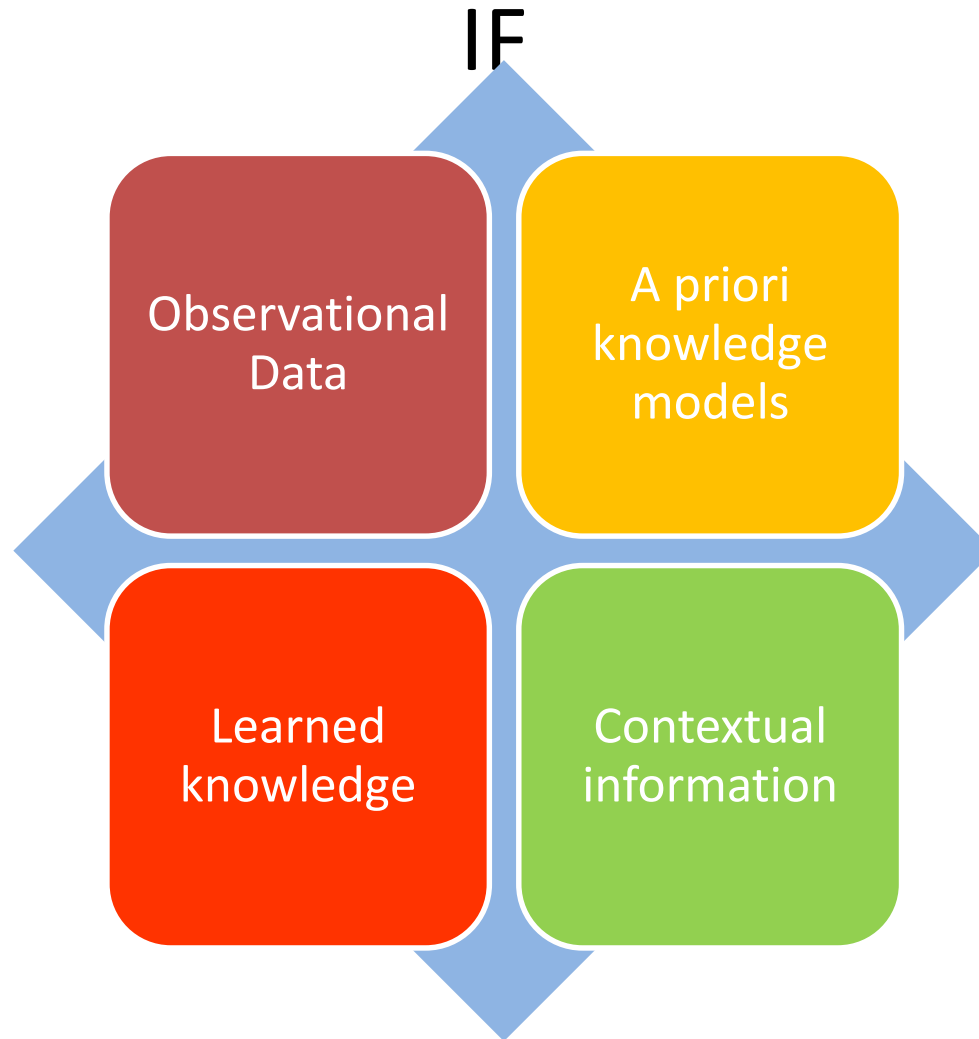 IF
Observational
Data
A priori
knowledge
models
Learned
knowledge
Contextual
information